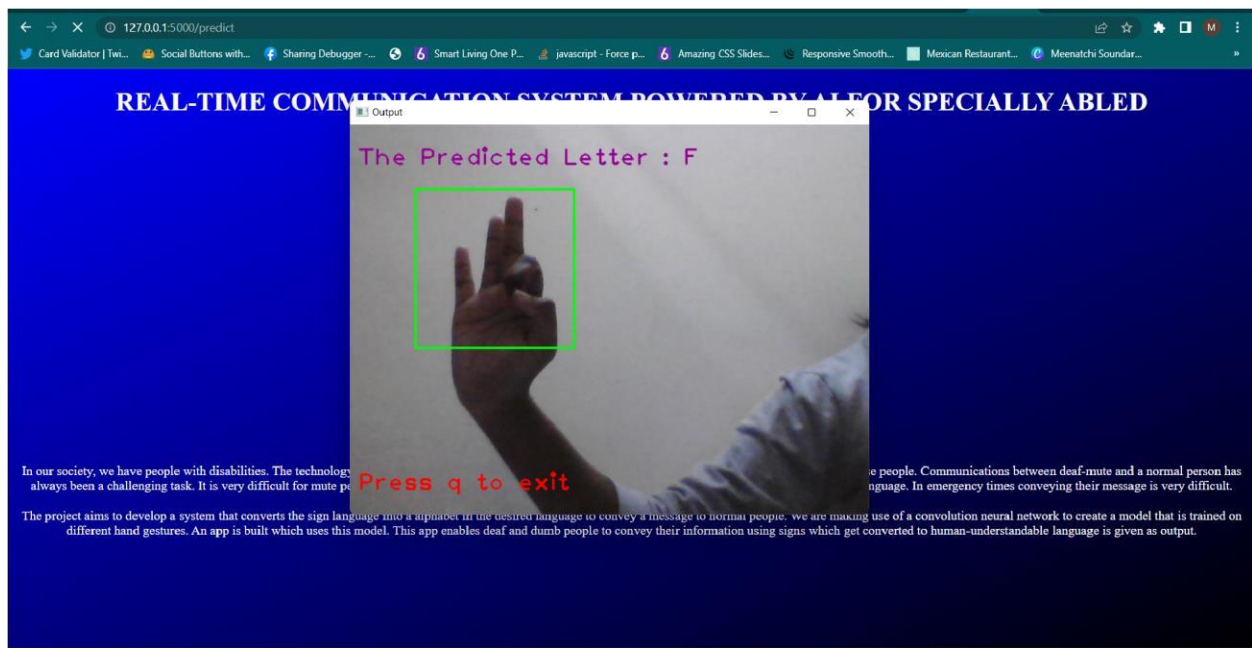 127.0.0.1:5000/predict
M
Card Validator | Twi... Social Buttons with... Sharing Debugger -... Smart Living One P... javascript - Force p... Amazing CSS Slides... Responsive Smooth... Mexican Restaurant... Meenatchi Soundar... »
REAL-TIME COMMUNICATION SYSTEM POWERED BY AI FOR SPECIALLY ABLED
Output
The Predicted Letter : F
Press q to exit
In our society, we have people with disabilities. The technology people. Communications between deaf-mute and a normal person has
always been a challenging task. It is very difficult for mute In emergency times conveying their message is very difficult.
The project aims to develop a system that converts the sign language into a alphabet in the desired language to convey a message to normal people. We are making use of a convolution neural network to create a model that is trained on
different hand gestures. An app is built which uses this model. This app enables deaf and dumb people to convey their information using signs which get converted to human-understandable language is given as output.